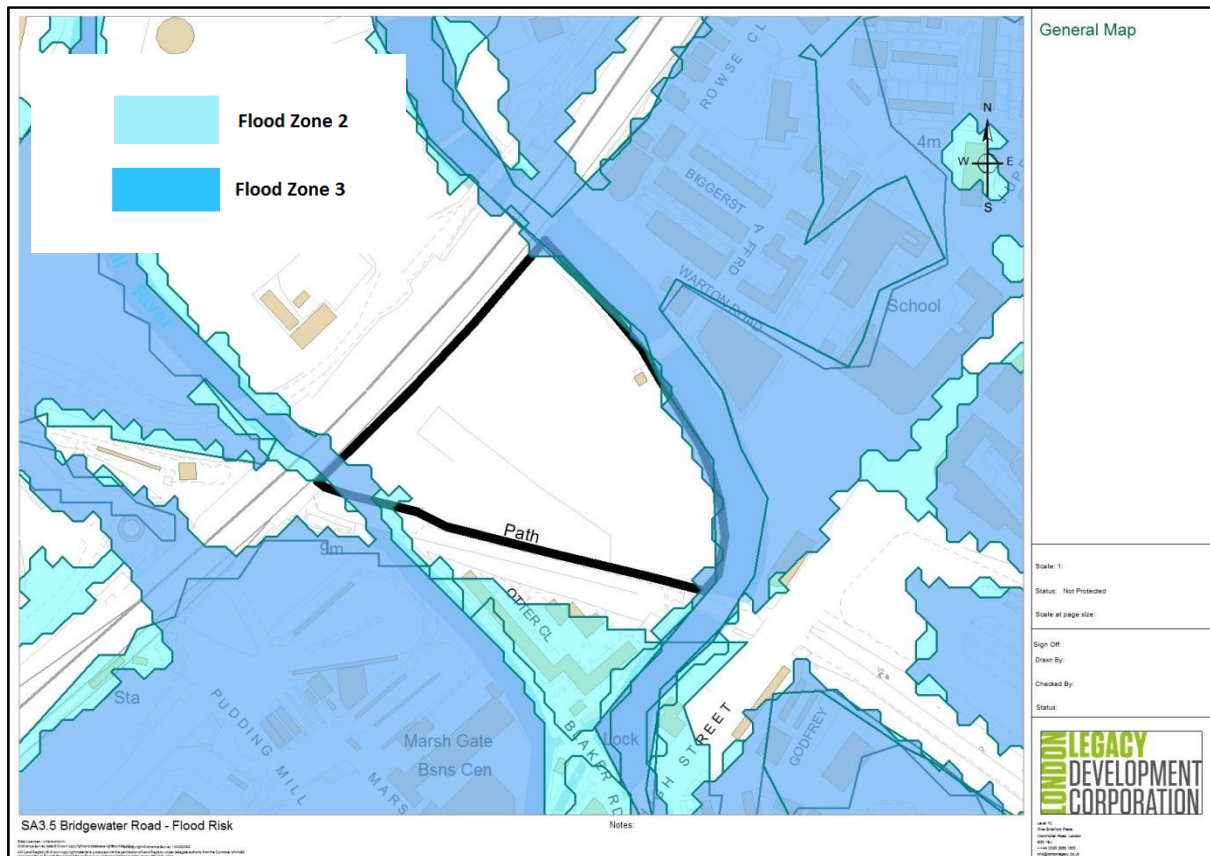 General Map
Flood Zone 2
Flood Zone 3
ROWSE CL
4m
N
W E
S
BIGGERST
A FFRD
WARTON ROAD
School
River
Path
9m
OTTER CL
Sta
PUDDING MILL
Marsh Gate
Bsns Cen
MARS
BLAKER RD
Lock
GH STREET
GODFREY
SA3.5 Bridgewater Road - Flood Risk
Notes:
Scale: 1:
Status: Not Protected
Scale at page size:
Sign Off:
Drawn By:
Checked By:
Status:
LONDON
LEGACY
DEVELOPMENT
CORPORATION